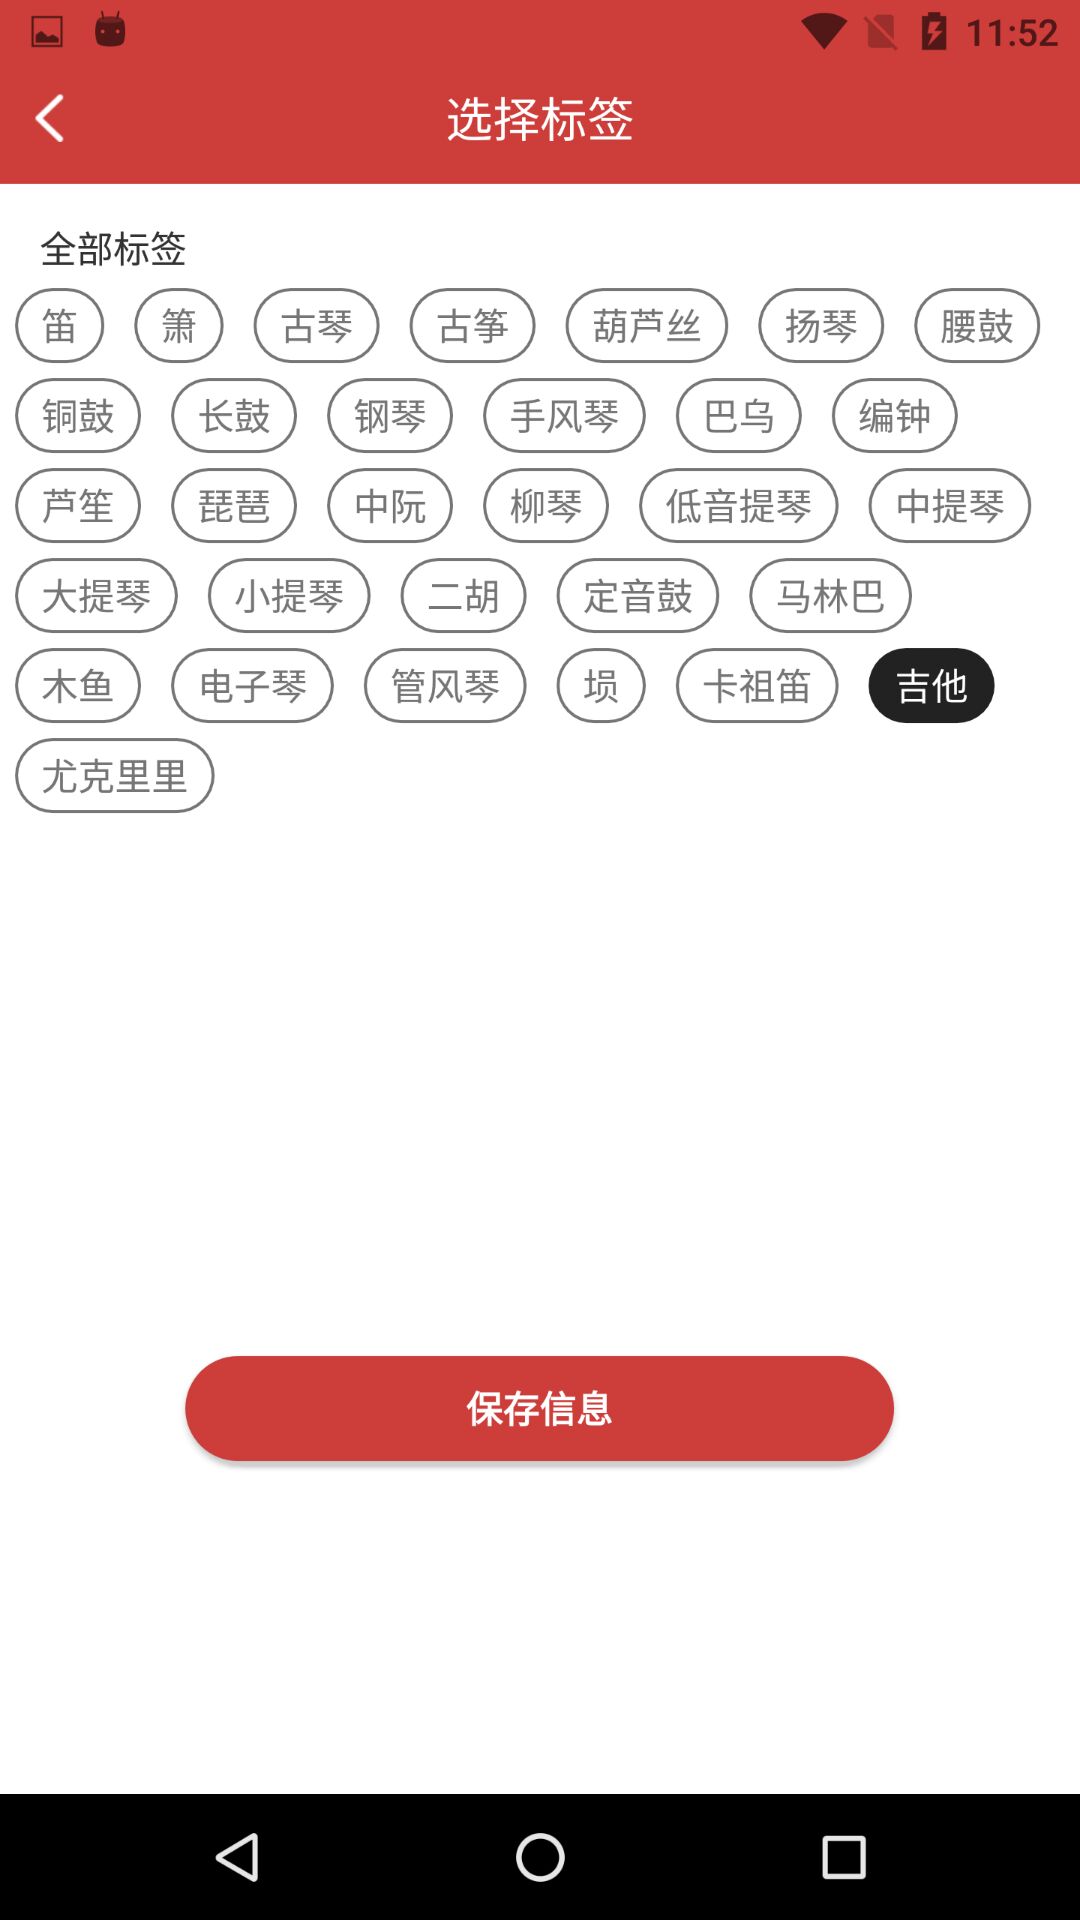 11:52
选择标签
全部标签
笛 箫 古琴 古筝 葫芦丝 扬琴 腰鼓
铜鼓 长鼓 钢琴 手风琴 巴乌 编钟
芦笙 琵琶 中阮 柳琴 低音提琴 中提琴
大提琴 小提琴 二胡 定音鼓 马林巴
木鱼 电子琴 管风琴 埙 卡祖笛 吉他
尤克里里
保存信息